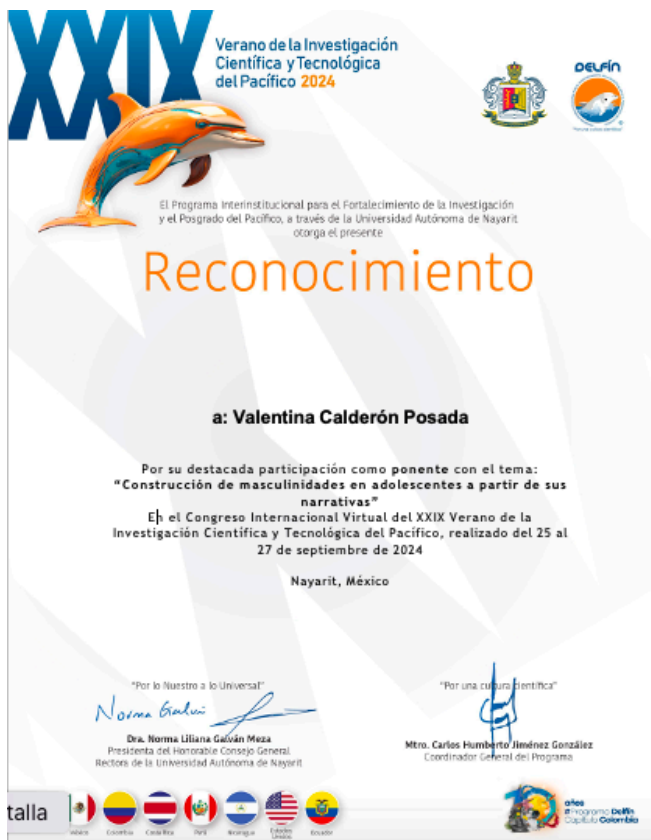 XXIX
Verano de la Investigación
Científica y Tecnológica
del Pacífico 2024
DELFÍN
El Programa Interinstitucional para el Fortalecimiento de la Investigación
y el Posgrado del Pacífico, a través de la Universidad Autónoma de Nayarit
otorga el presente
Reconocimiento
a: Valentina Calderón Posada
Por su destacada participación como ponente con el tema:
"Construcción de masculinidades en adolescentes a partir de sus
narrativas"
En el Congreso Internacional Virtual del XXIX Verano de la
Investigación Científica y Tecnológica del Pacífico, realizado del 25 al
27 de septiembre de 2024
Nayarit, México
"Por lo Nuestro a lo Universal"
"Por una cultura científica"
Norma Galván
Dra. Norma Liliana Galván Meza
Presidenta del Honorable Consejo General
Rectora de la Universidad Autónoma de Nayarit
Mtro. Carlos Humberto Jiménez González
Coordinador General del Programa
talla
México Colombia Costa Rica Perú Nicaragua Estados Unidos Ecuador
años
Programa Delfín
Capítulo Colombia